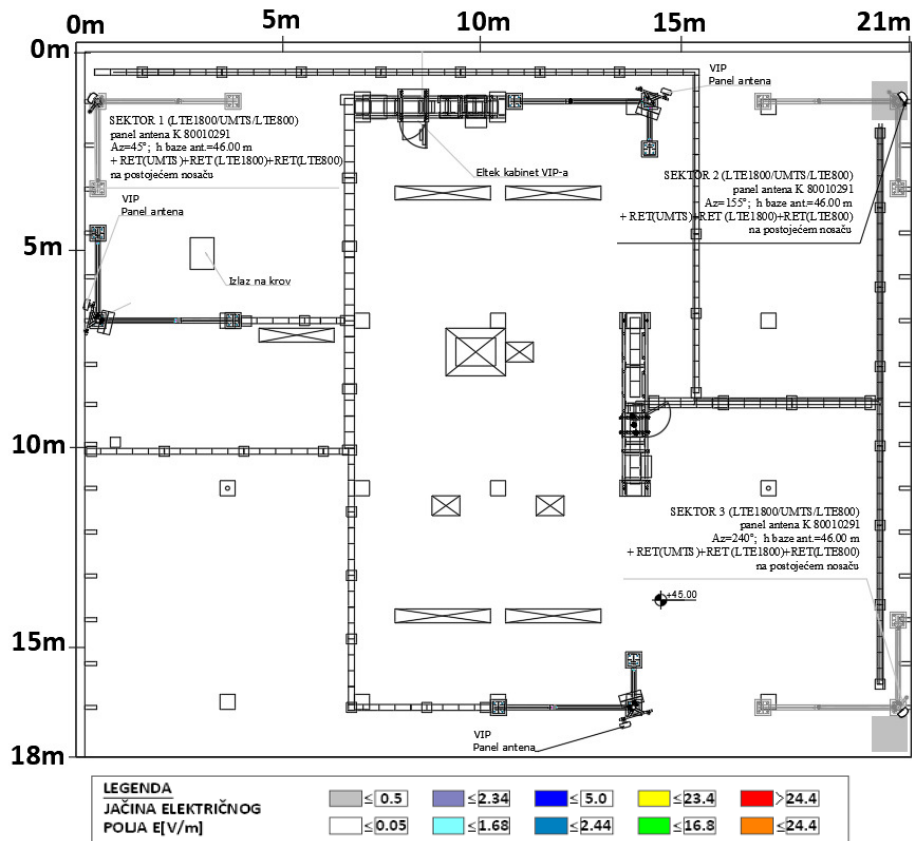 0m
5m
10m
15m
21m
0m
5m
10m
15m
18m
VIP
Panel antena
SEKTOR 1 (LTE1800/UMTS/LTE800)
panel antena K 80010291
Az=45°; h baze ant.=46.00 m
+ RET(UMTS)+RET (LTE1800)+RET(LTE800)
na postojećem nosaču
Eltek kabinet VIP-a
SEKTOR 2 (LTE1800/UMTS/LTE800)
panel antena K 80010291
Az=155°; h baze ant.=46.00 m
+ RET(UMTS)+RET (LTE1800)+RET(LTE800)
na postojećem nosaču
VIP
Panel antena
Izlaz na krov
SEKTOR 3 (LTE1800/UMTS/LTE800)
panel antena K 80010291
Az=240°; h baze ant.=46.00 m
+ RET(UMTS)+RET (LTE1800)+RET(LTE800)
na postojećem nosaču
+45.00
VIP
Panel antena
LEGENDA
JAČINA ELEKTRIČNOG
POLJA E[V/m]
≤ 0.5
≤ 2.34
≤ 5.0
≤ 23.4
> 24.4
≤ 0.05
≤ 1.68
≤ 2.44
≤ 16.8
≤ 24.4